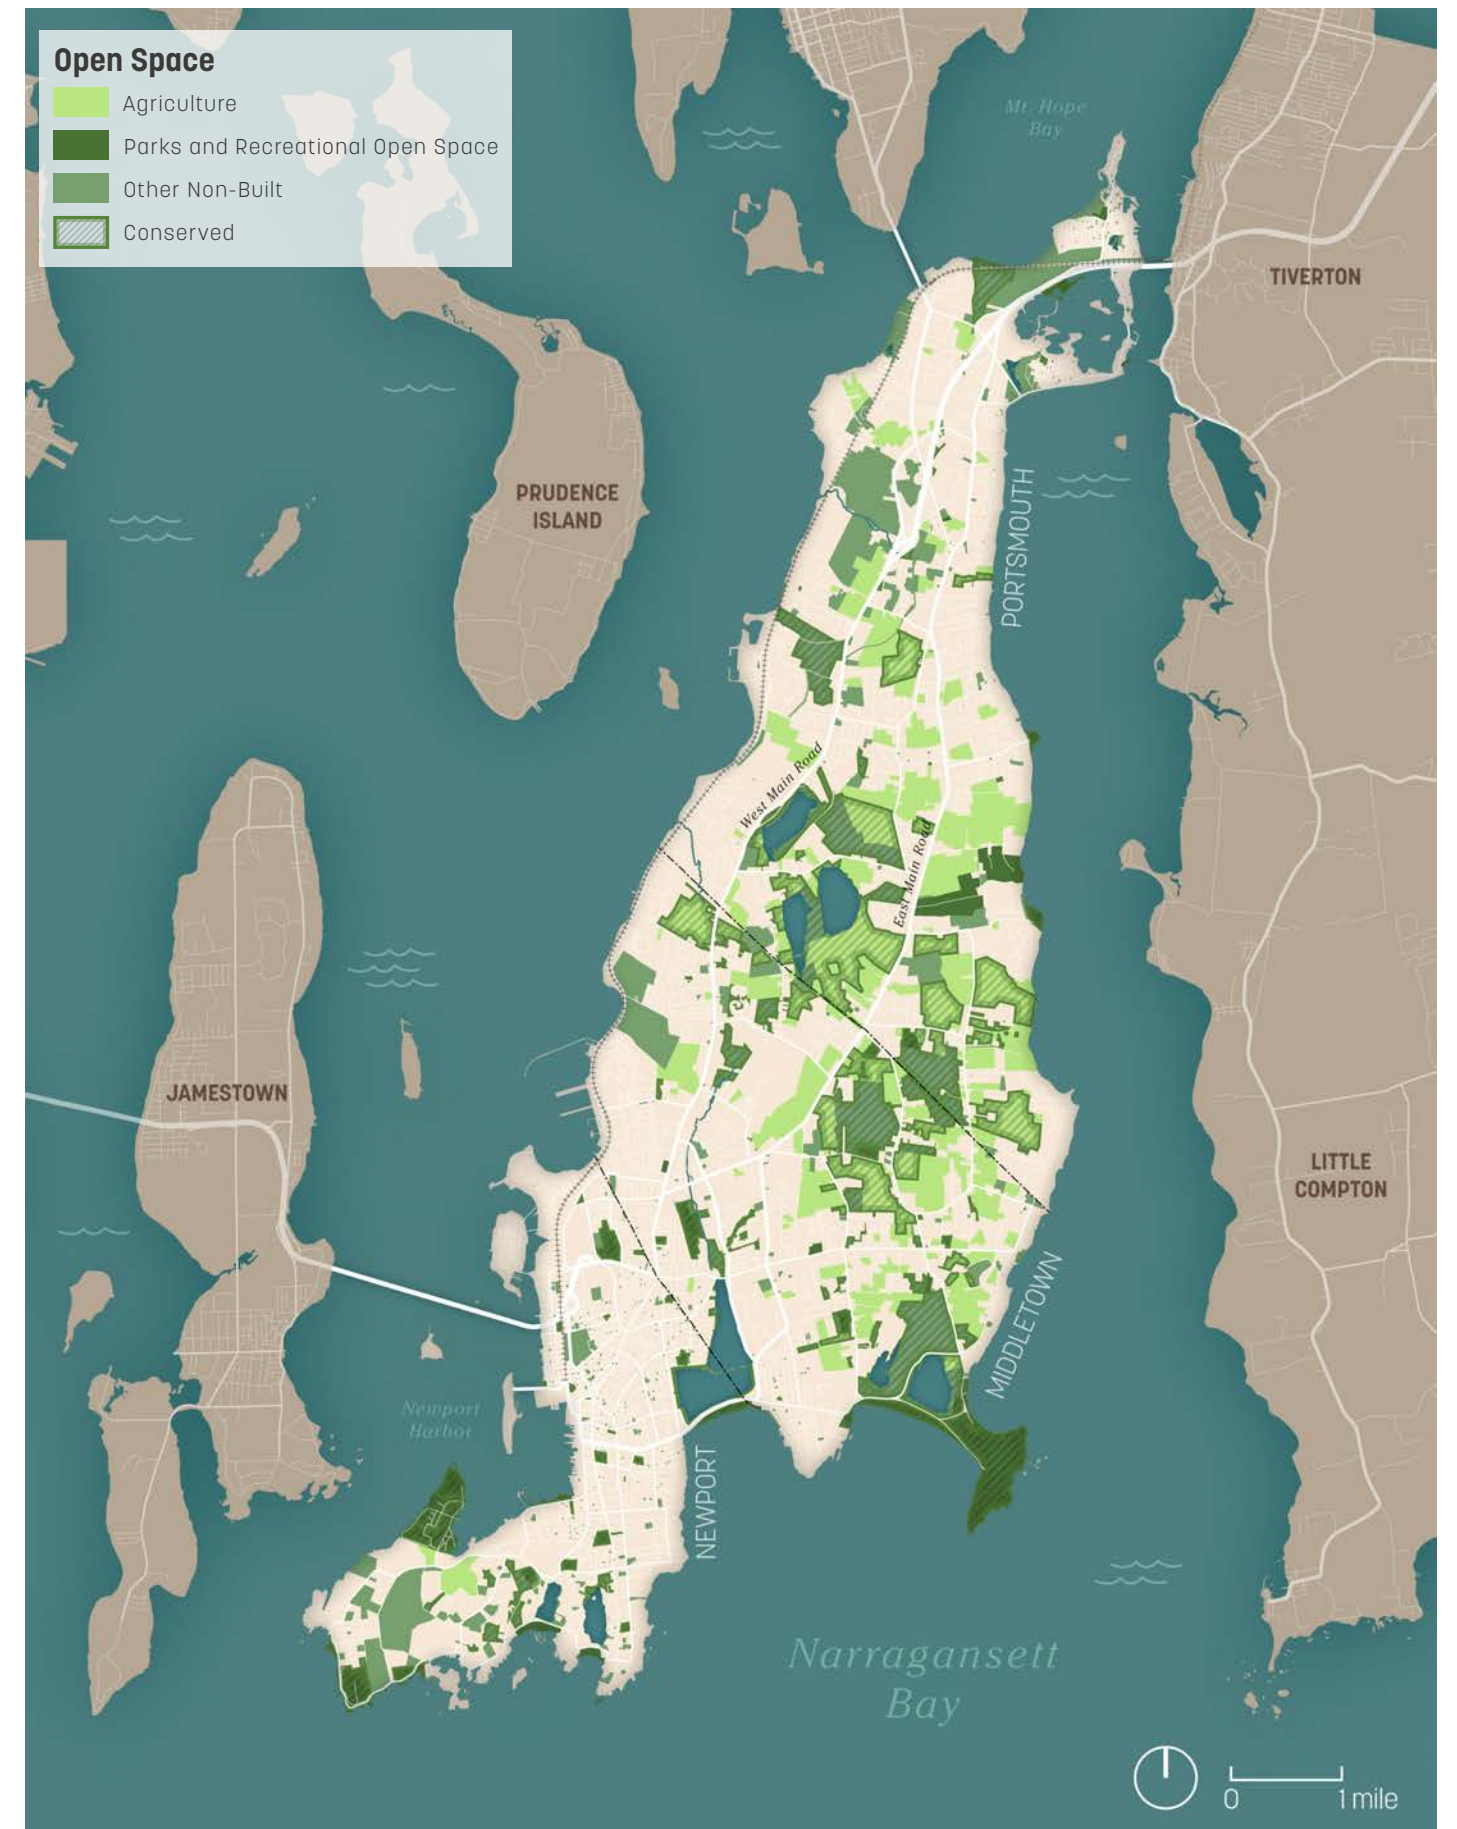 Open Space
Agriculture
Parks and Recreational Open Space
Other Non-Built
Conserved
Mt. Hope
Bay
TIVERTON
PRUDENCE
ISLAND
PORTSMOUTH
West Main Road
East Main Road
JAMESTOWN
LITTLE
COMPTON
MIDDLETOWN
Newport
Harbor
NEWPORT
Narragansett
Bay
0
1 mile